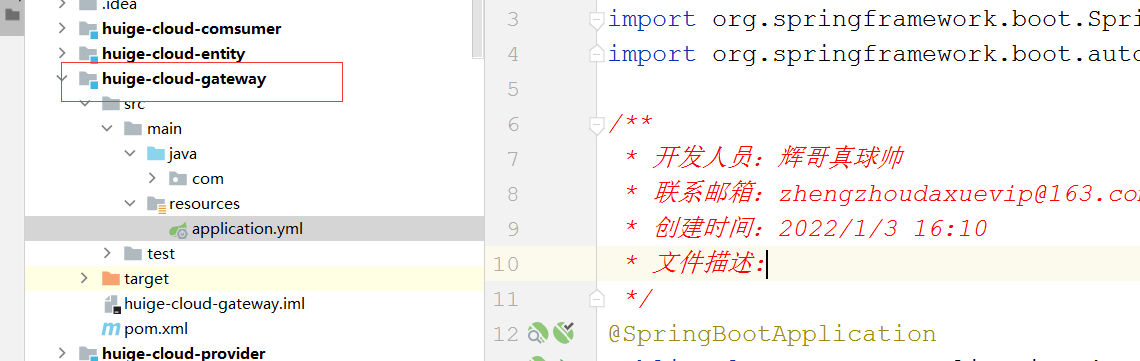 .idea
huige-cloud-comsumer
huige-cloud-entity
huige-cloud-gateway
src
main
java
com
resources
application.yml
test
target
huige-cloud-gateway.iml
pom.xml
huige-cloud-provider
3 import org.springframework.boot.Spri
4 import org.springframework.boot.auto
5
6 /**
7 * 开发人员：辉哥真球帅
8 * 联系邮箱：zhengzhoudaxuevip@163.com
9 * 创建时间：2022/1/3 16:10
10 * 文件描述：
11 */
12 @SpringBootApplication